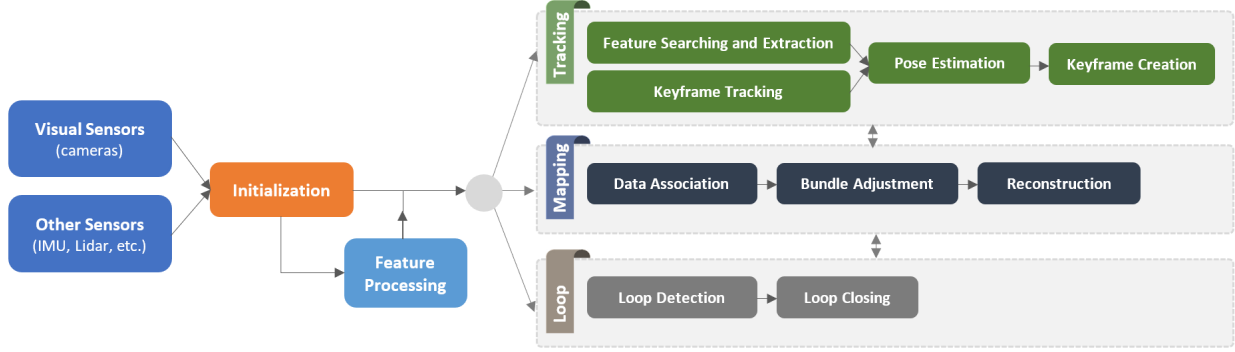 Visual Sensors
(cameras)
Other Sensors
(IMU, Lidar, etc.)
Initialization
Feature
Processing
Tracking
Feature Searching and Extraction
Keyframe Tracking
Pose Estimation
Keyframe Creation
Mapping
Data Association
Bundle Adjustment
Reconstruction
Loop
Loop Detection
Loop Closing